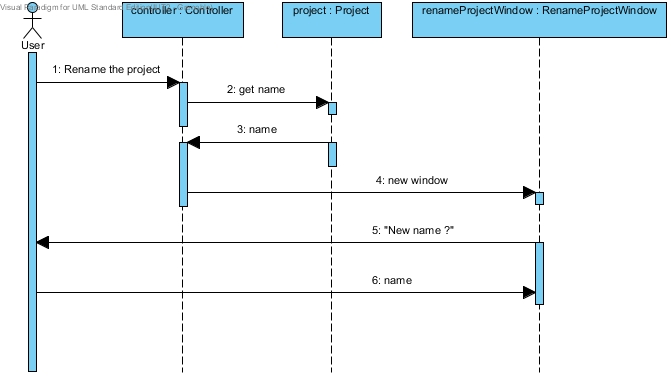 Visual Paradigm for UML Standard
controller : Controller
project : Project
renameProjectWindow : RenameProjectWindow
User
1: Rename the project
2: get name
3: name
4: new window
5: "New name ?"
6: name